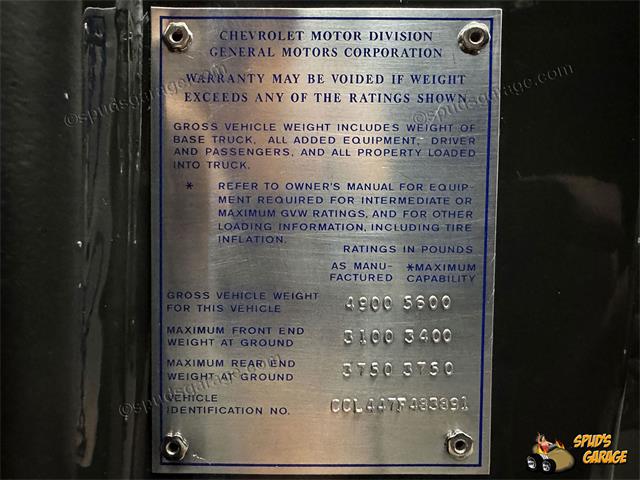 CHEVROLET MOTOR DIVISION
GENERAL MOTORS CORPORATION
WARRANTY MAY BE VOIDED IF WEIGHT
EXCEEDS ANY OF THE RATINGS SHOWN
GROSS VEHICLE WEIGHT INCLUDES WEIGHT OF
BASE TRUCK, ALL ADDED EQUIPMENT, DRIVER
AND PASSENGERS, AND ALL PROPERTY LOADED
INTO TRUCK.
* REFER TO OWNER'S MANUAL FOR EQUIP-
MENT REQUIRED FOR INTERMEDIATE OR
MAXIMUM GVW RATINGS, AND FOR OTHER
LOADING INFORMATION, INCLUDING TIRE
INFLATION.
RATINGS IN POUNDS
AS MANU- *MAXIMUM
FACTURED CAPABILITY
GROSS VEHICLE WEIGHT
FOR THIS VEHICLE 4900 5600
MAXIMUM FRONT END
WEIGHT AT GROUND 3100 3400
MAXIMUM REAR END
WEIGHT AT GROUND 3750 3750
VEHICLE
IDENTIFICATION NO. CCL447F483891
©spudsgarage.com
©spudsgarage.com
©spudsgarage.com
SPUD'S
GARAGE